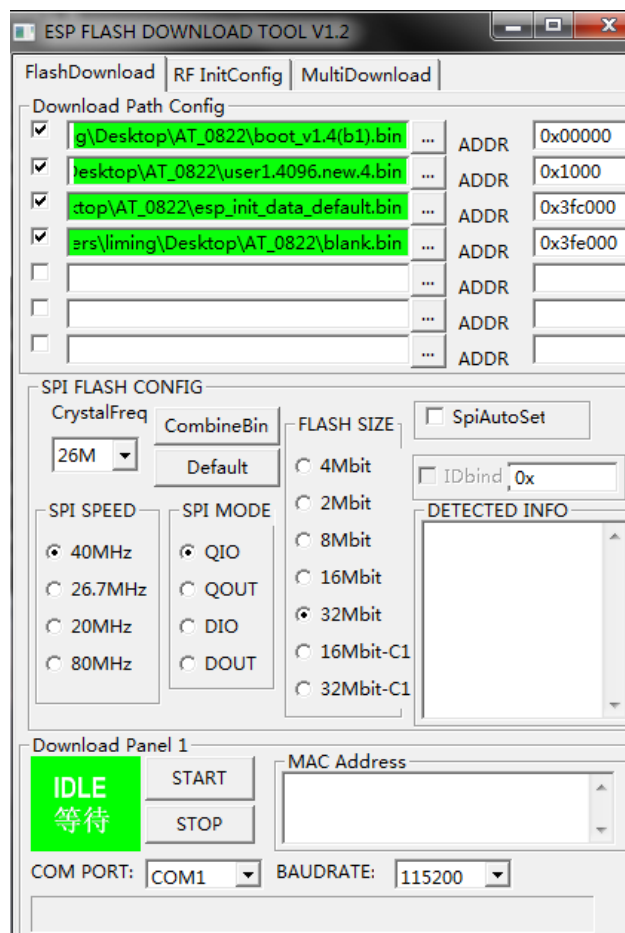 ESP FLASH DOWNLOAD TOOL V1.2
FlashDownload RF InitConfig MultiDownload
Download Path Config
g\Desktop\AT_0822\boot_v1.4(b1).bin ... ADDR 0x00000
Desktop\AT_0822\user1.4096.new.4.bin ... ADDR 0x1000
ktop\AT_0822\esp_init_data_default.bin ... ADDR 0x3fc000
ers\liming\Desktop\AT_0822\blank.bin ... ADDR 0x3fe000
... ADDR
... ADDR
... ADDR
SPI FLASH CONFIG
CrystalFreq
26M
CombineBin
Default
SPI SPEED
40MHz
26.7MHz
20MHz
80MHz
SPI MODE
QIO
QOUT
DIO
DOUT
FLASH SIZE
4Mbit
2Mbit
8Mbit
16Mbit
32Mbit
16Mbit-C1
32Mbit-C1
SpiAutoSet
IDbind 0x
DETECTED INFO
Download Panel 1
IDLE
等待
START
STOP
MAC Address
COM PORT: COM1 BAUDRATE: 115200